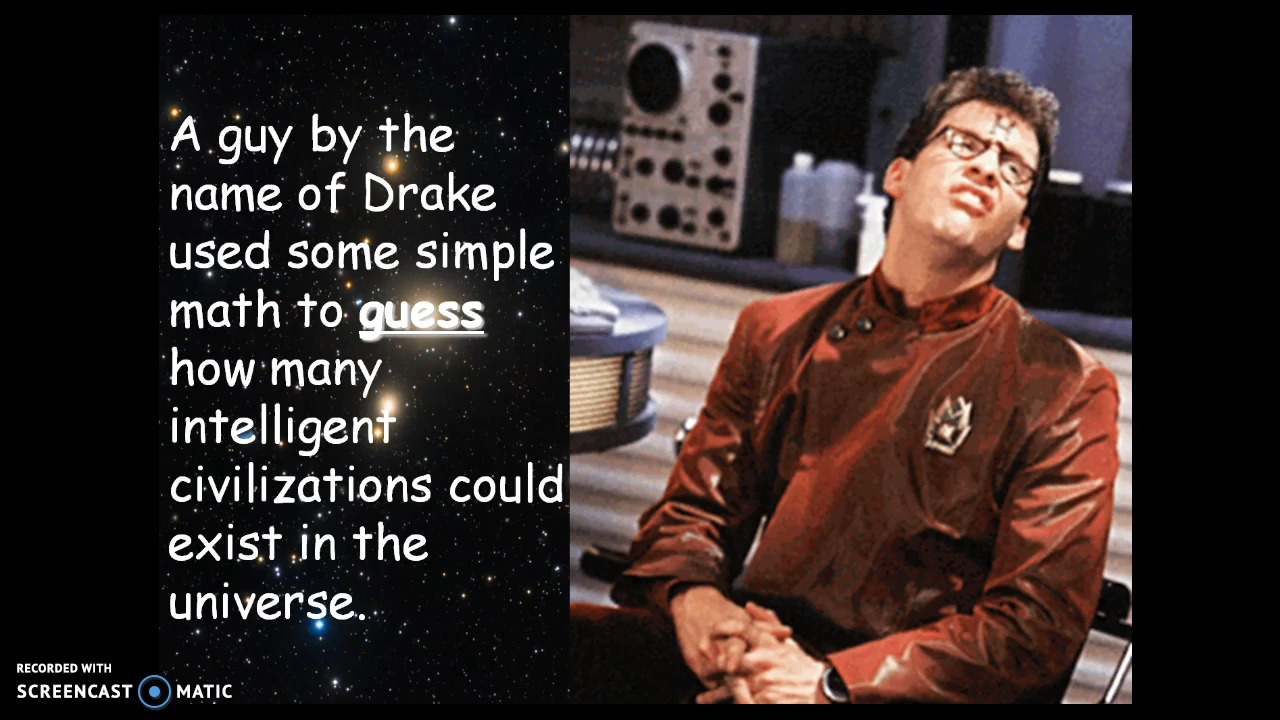 A guy by the
name of Drake
used some simple
math to guess
how many
intelligent
civilizations could
exist in the
universe.
RECORDED WITH
SCREENCAST MATIC